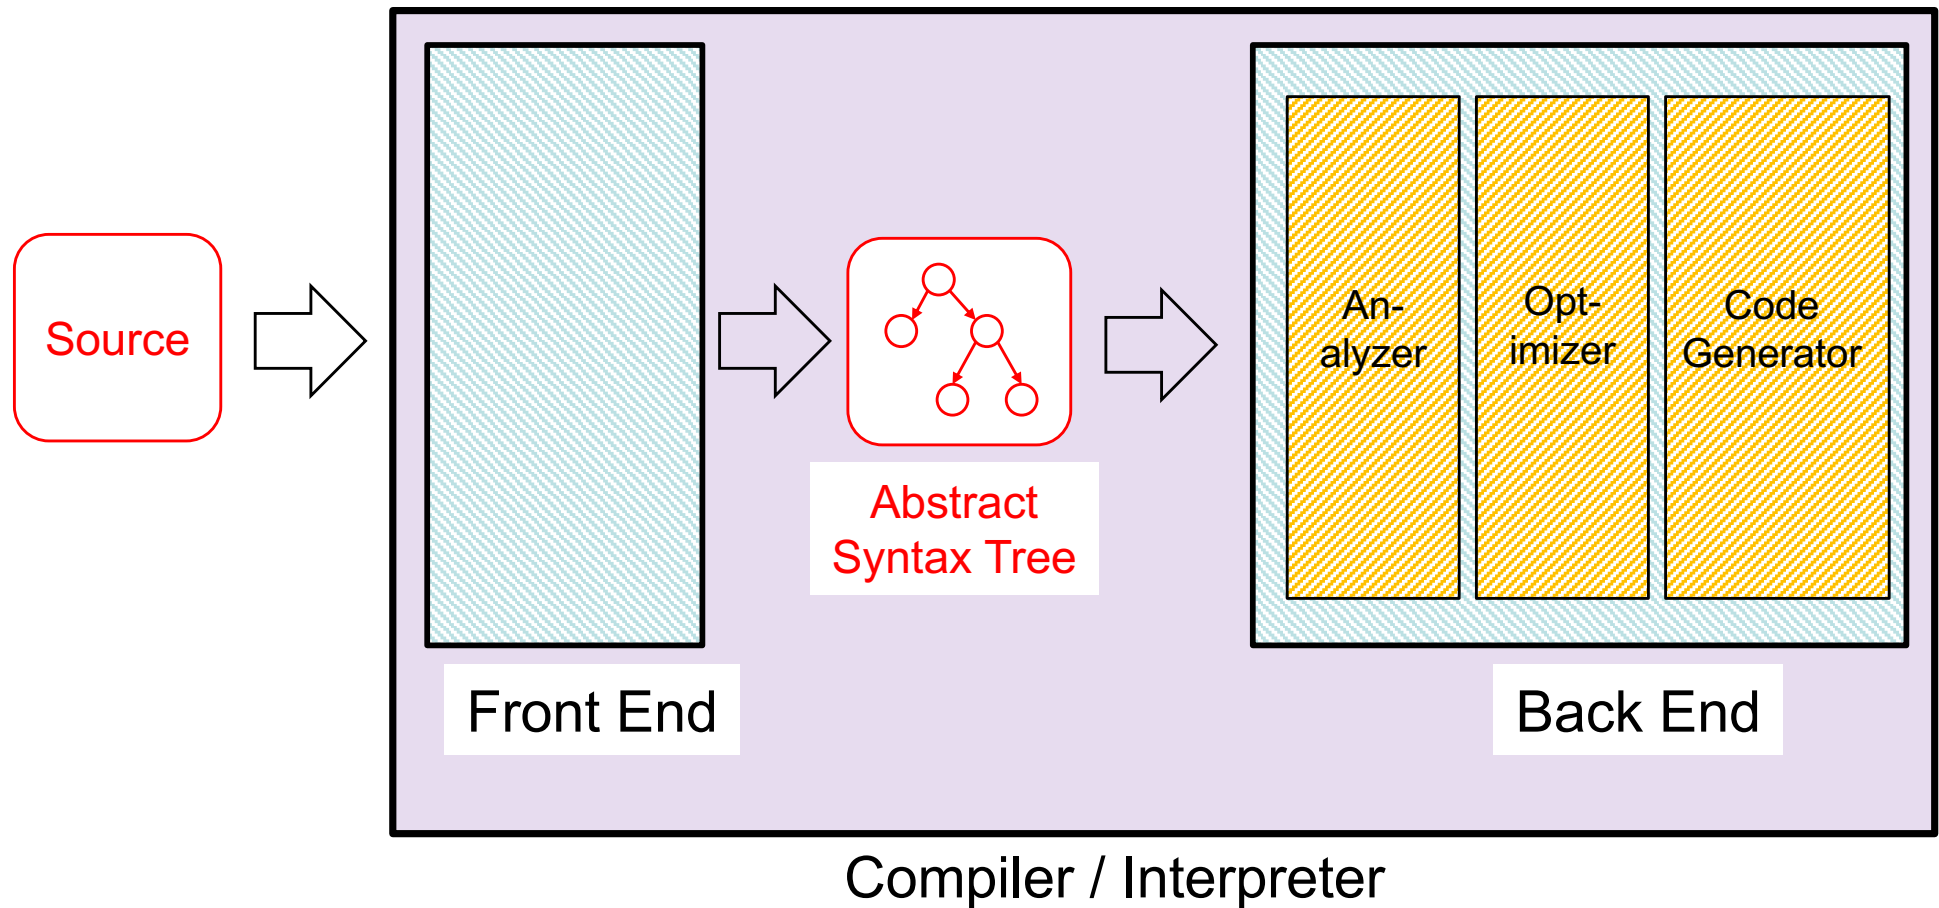 Source
Abstract
Syntax Tree
An-
alyzer
Opt-
imizer
Code
Generator
Front End
Back End
Compiler / Interpreter